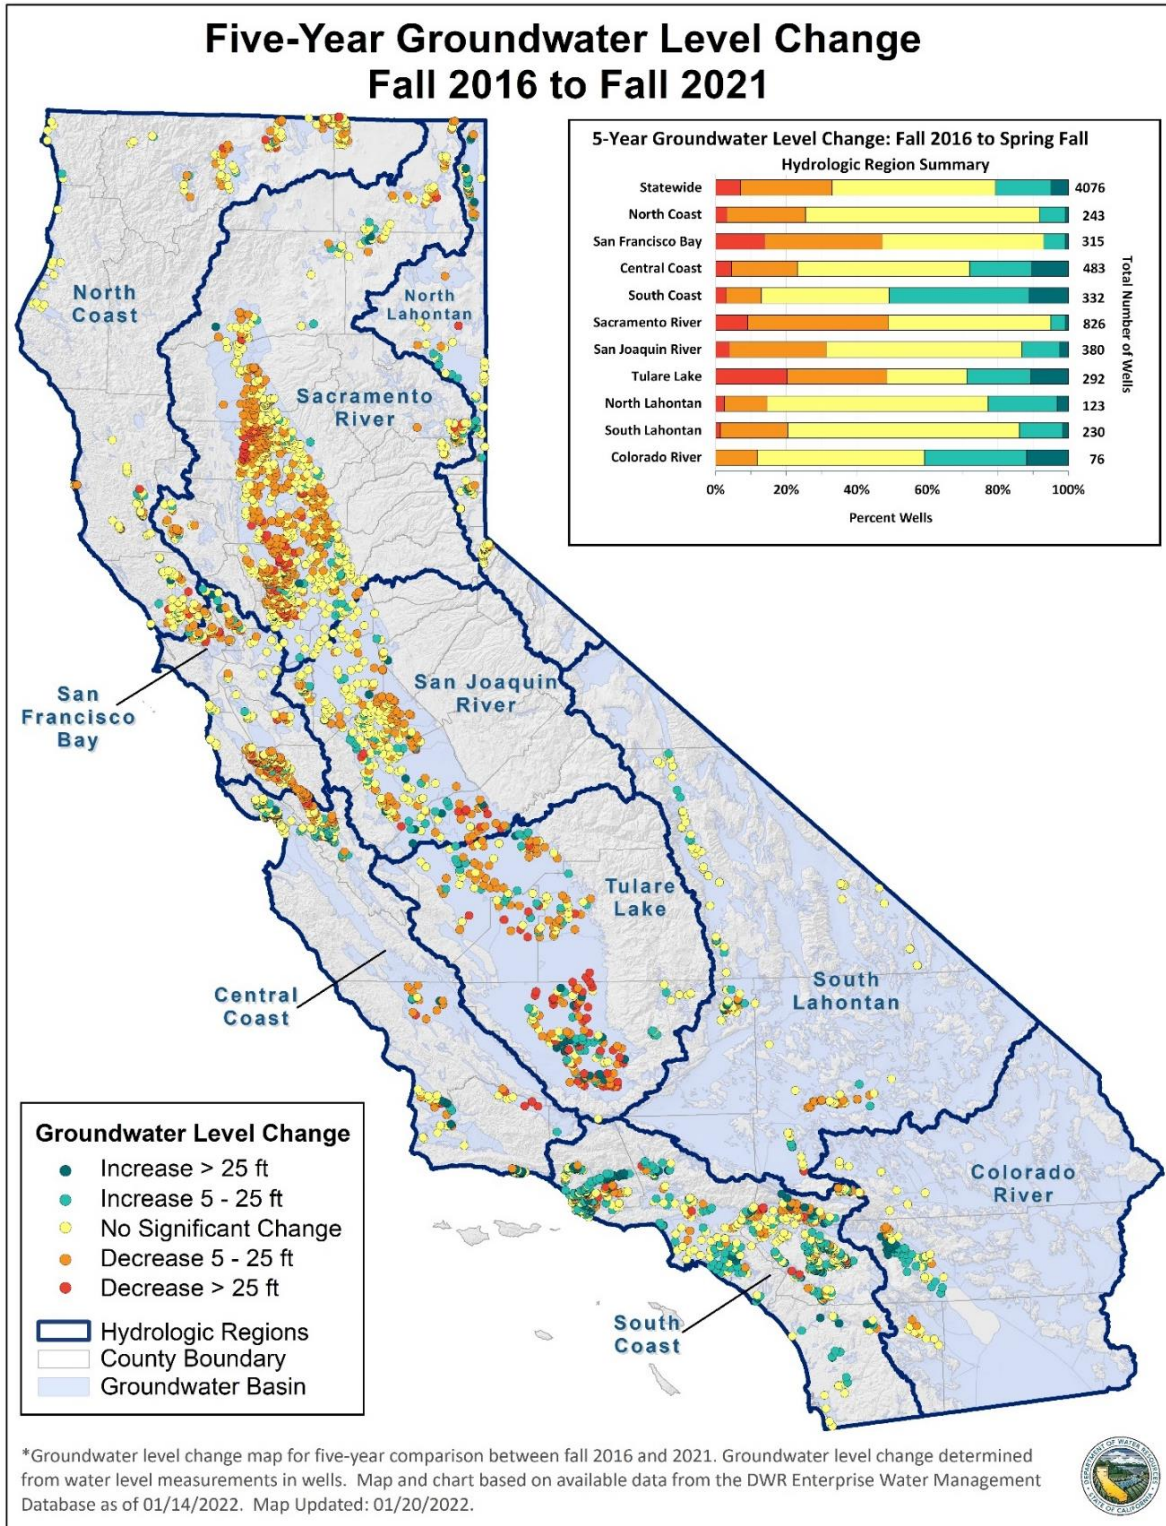 Five-Year Groundwater Level Change
Fall 2016 to Fall 2021
5-Year Groundwater Level Change: Fall 2016 to Spring Fall
Hydrologic Region Summary
Statewide 4076
North Coast 243
San Francisco Bay 315
Central Coast 483
South Coast 332
Sacramento River 826
San Joaquin River 380
Tulare Lake 292
North Lahontan 123
South Lahontan 230
Colorado River 76
Total Number of Wells
0% 20% 40% 60% 80% 100%
Percent Wells
North
Coast
North
Lahontan
Sacramento
River
San
Francisco
Bay
San Joaquin
River
Tulare
Lake
Central
Coast
South
Lahontan
Colorado
River
South
Coast
Groundwater Level Change
Increase > 25 ft
Increase 5 - 25 ft
No Significant Change
Decrease 5 - 25 ft
Decrease > 25 ft
Hydrologic Regions
County Boundary
Groundwater Basin
*Groundwater level change map for five-year comparison between fall 2016 and 2021. Groundwater level change determined
from water level measurements in wells. Map and chart based on available data from the DWR Enterprise Water Management
Database as of 01/14/2022. Map Updated: 01/20/2022.
DEPARTMENT OF WATER RESOURCES
STATE OF CALIFORNIA